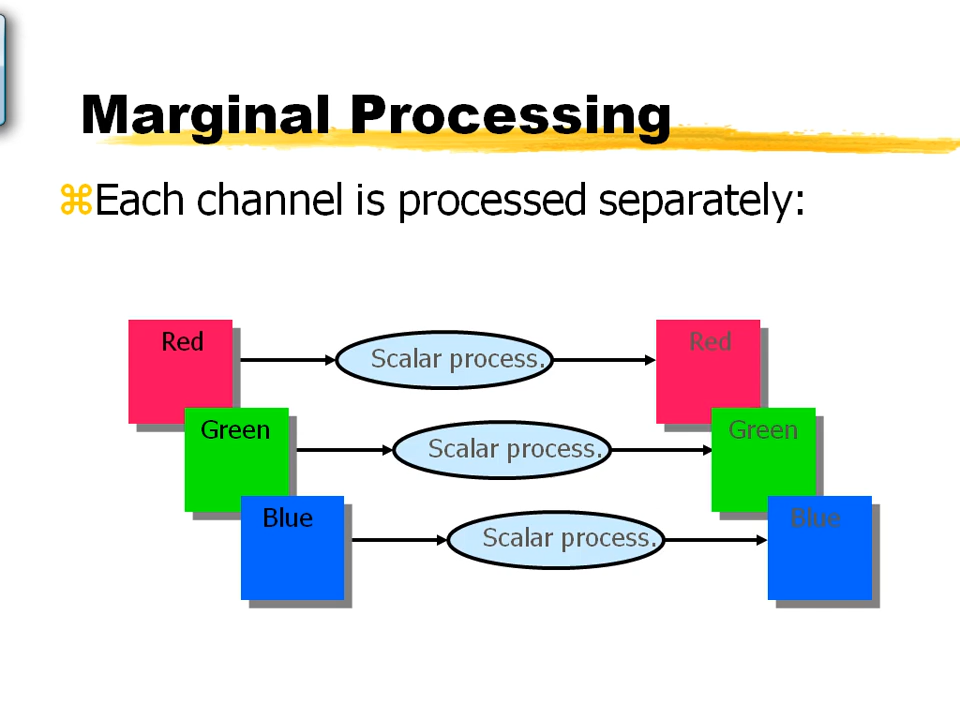 Marginal Processing
Each channel is processed separately:
Red Scalar process. Red
Green Scalar process. Green
Blue Scalar process. Blue